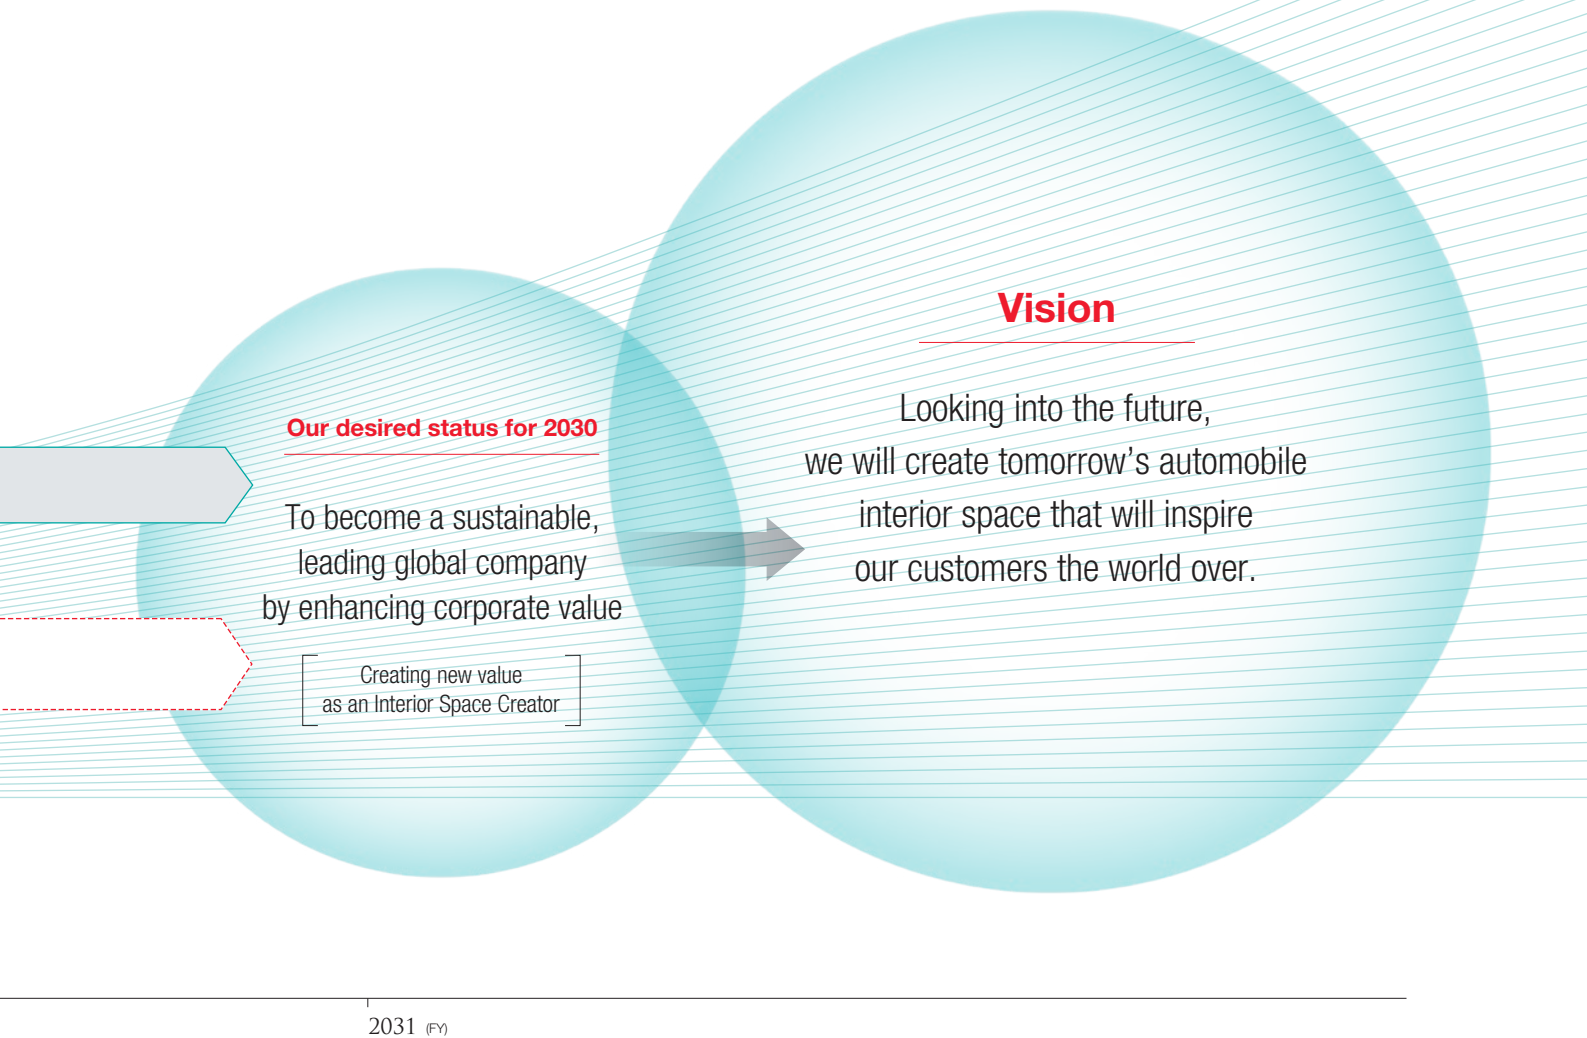 Vision
Looking into the future,
we will create tomorrow's automobile
interior space that will inspire
our customers the world over.
Our desired status for 2030
To become a sustainable,
leading global company
by enhancing corporate value
Creating new value
as an Interior Space Creator
2031 (FY)